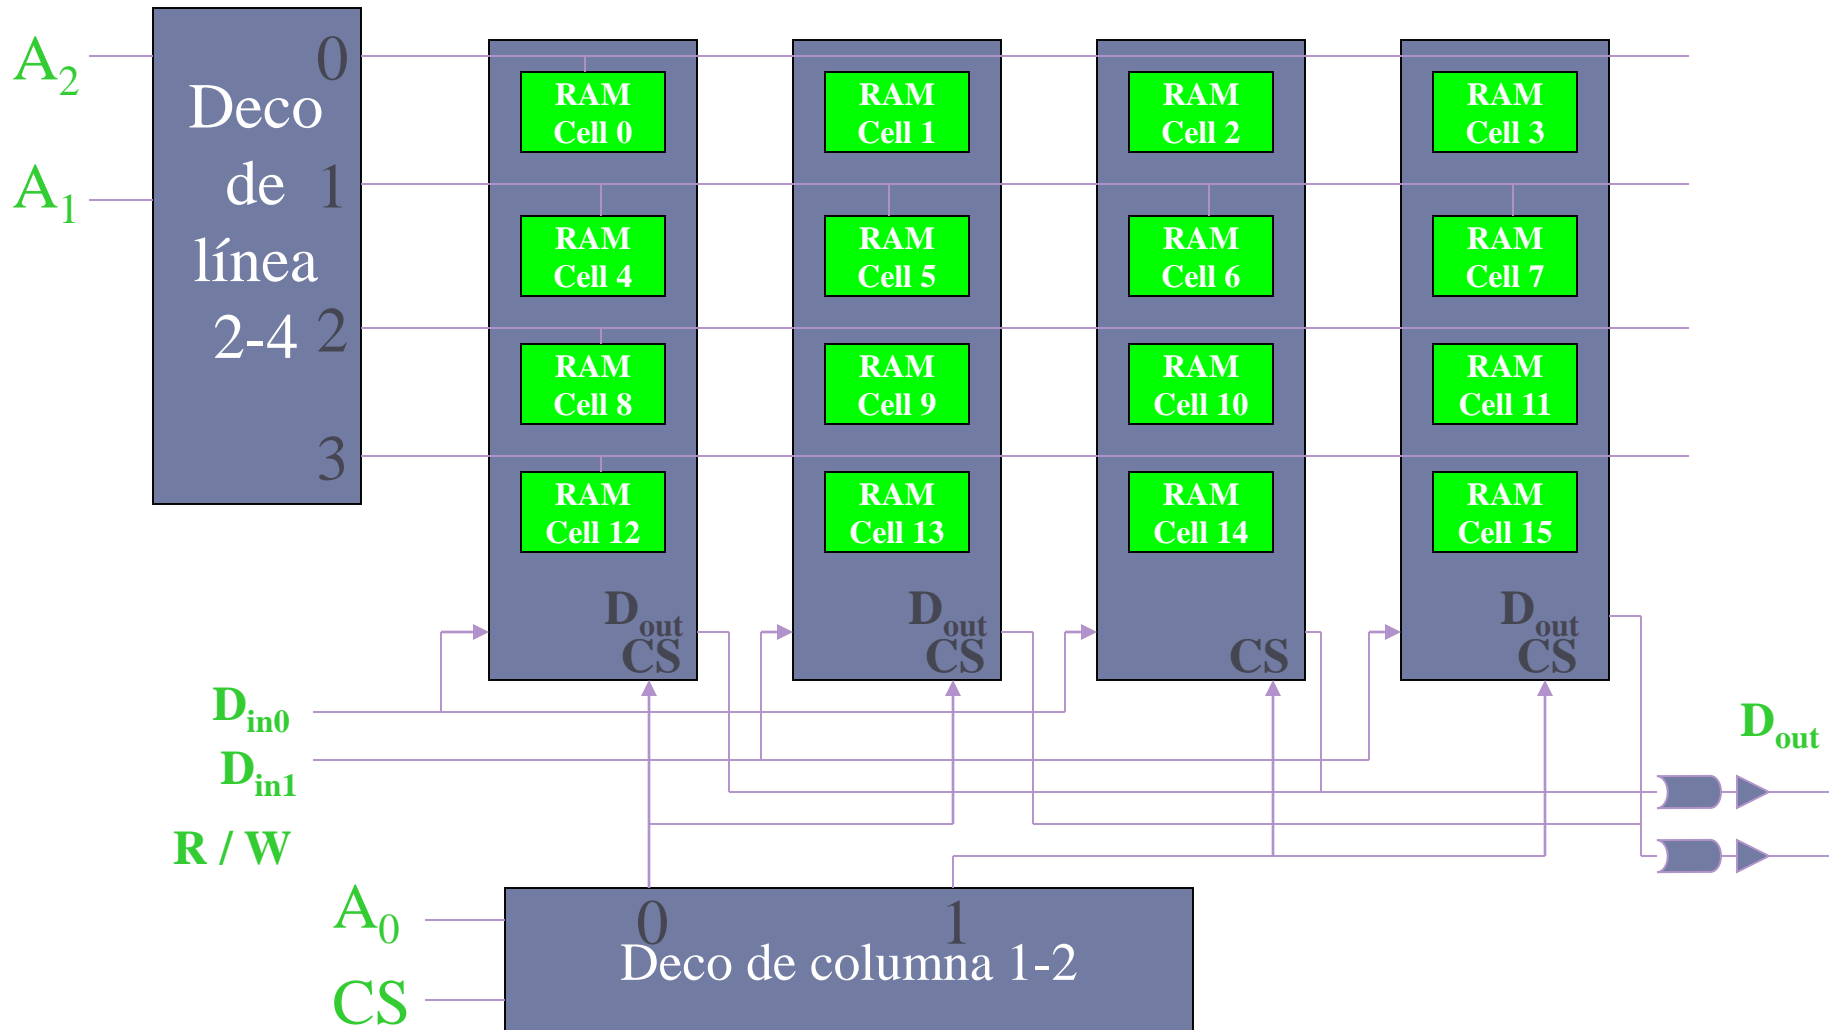 A2
A1
Deco
de
línea
2-4
0
1
2
3
RAM
Cell 0
RAM
Cell 1
RAM
Cell 2
RAM
Cell 3
RAM
Cell 4
RAM
Cell 5
RAM
Cell 6
RAM
Cell 7
RAM
Cell 8
RAM
Cell 9
RAM
Cell 10
RAM
Cell 11
RAM
Cell 12
RAM
Cell 13
RAM
Cell 14
RAM
Cell 15
Dout
CS
Dout
CS
CS
Dout
CS
Din0
Din1
R / W
Dout
A0
CS
0
1
Deco de columna 1-2